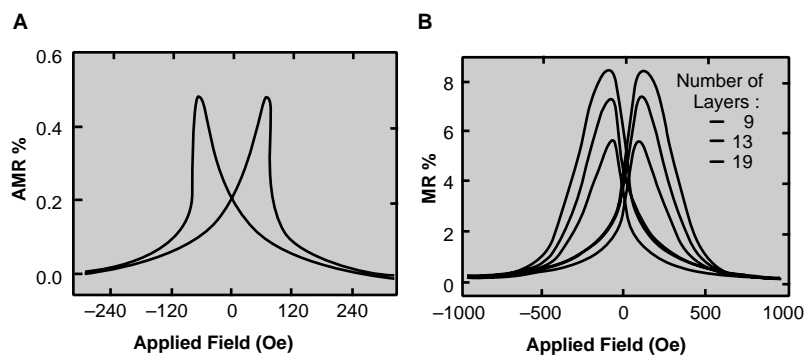 A
AMR %
0.6
0.4
0.2
0.0
–240
–120
0
120
240
Applied Field (Oe)
B
MR %
8
6
4
2
0
–1000
–500
0
500
1000
Applied Field (Oe)
Number of
Layers :
9
13
19